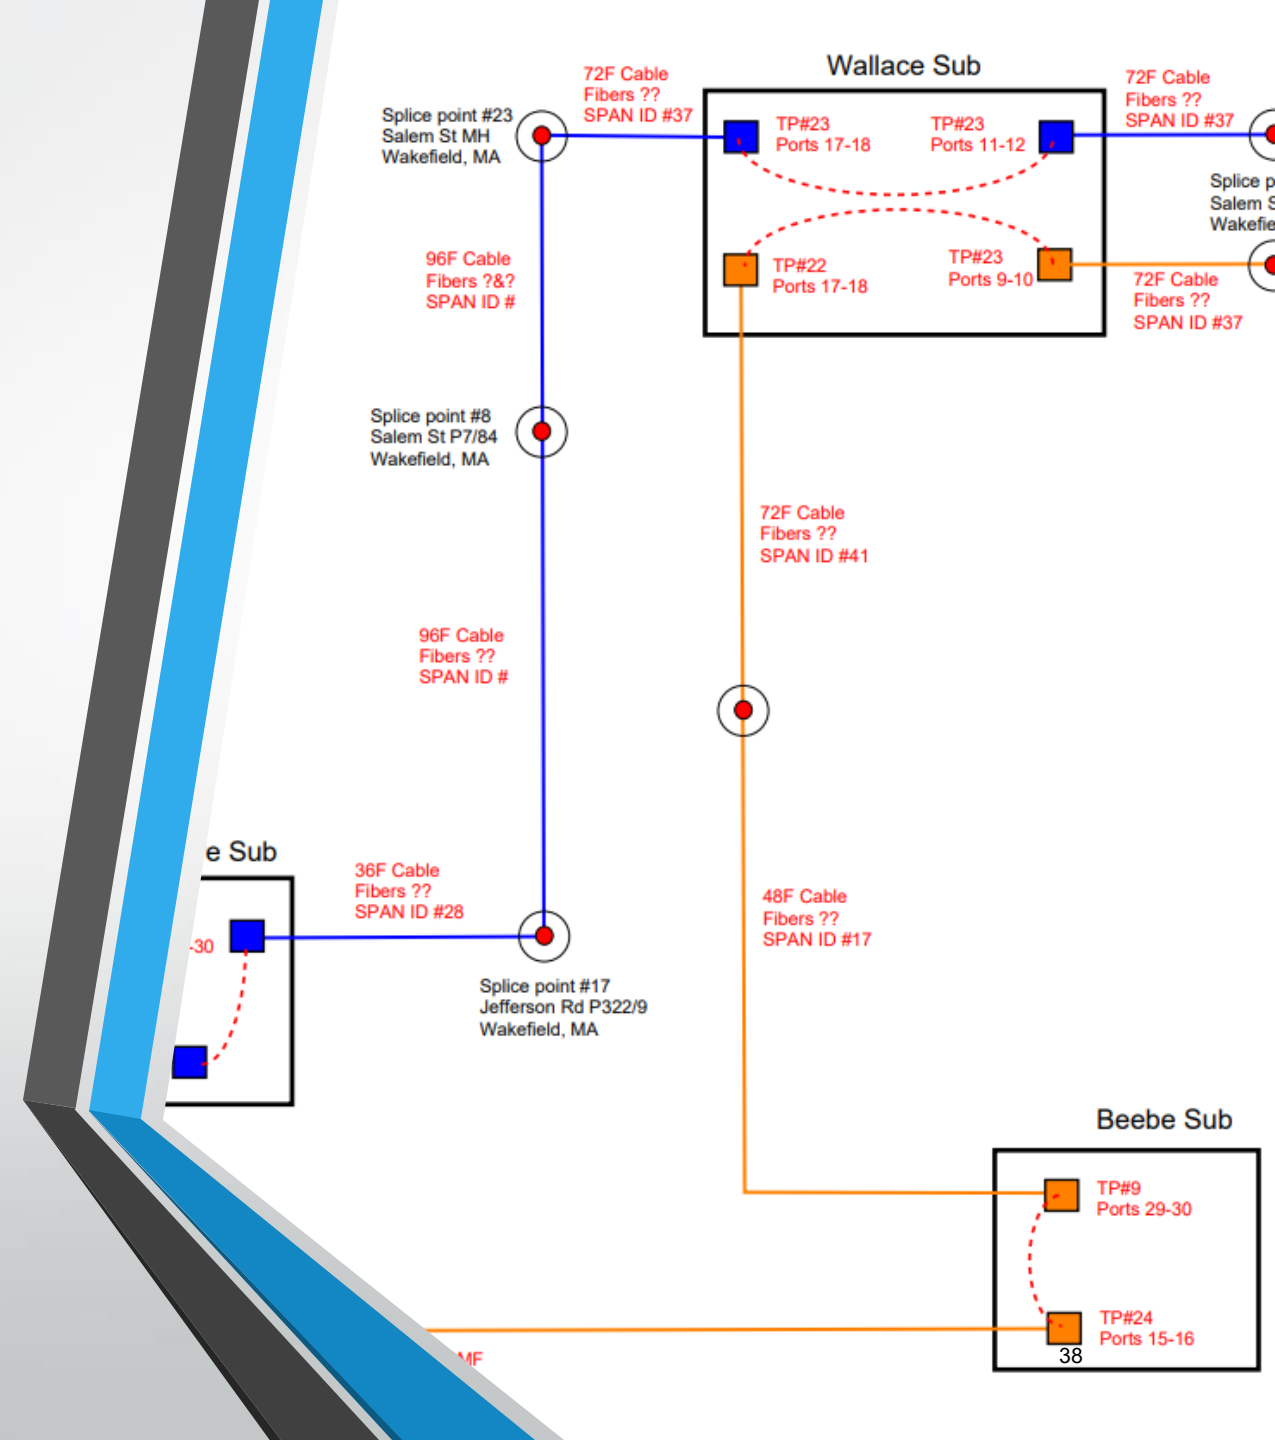 Wallace Sub
72F Cable
Fibers ??
SPAN ID #37
72F Cable
Fibers ??
SPAN ID #37
Splice point #23
Salem St MH
Wakefield, MA
TP#23
Ports 17-18
TP#23
Ports 11-12
Splice p
Salem S
Wakefie
96F Cable
Fibers ?&?
SPAN ID #
TP#22
Ports 17-18
TP#23
Ports 9-10
72F Cable
Fibers ??
SPAN ID #37
Splice point #8
Salem St P7/84
Wakefield, MA
72F Cable
Fibers ??
SPAN ID #41
96F Cable
Fibers ??
SPAN ID #
e Sub
36F Cable
Fibers ??
SPAN ID #28
48F Cable
Fibers ??
SPAN ID #17
-30
Splice point #17
Jefferson Rd P322/9
Wakefield, MA
Beebe Sub
TP#9
Ports 29-30
TP#24
Ports 15-16
38
MF